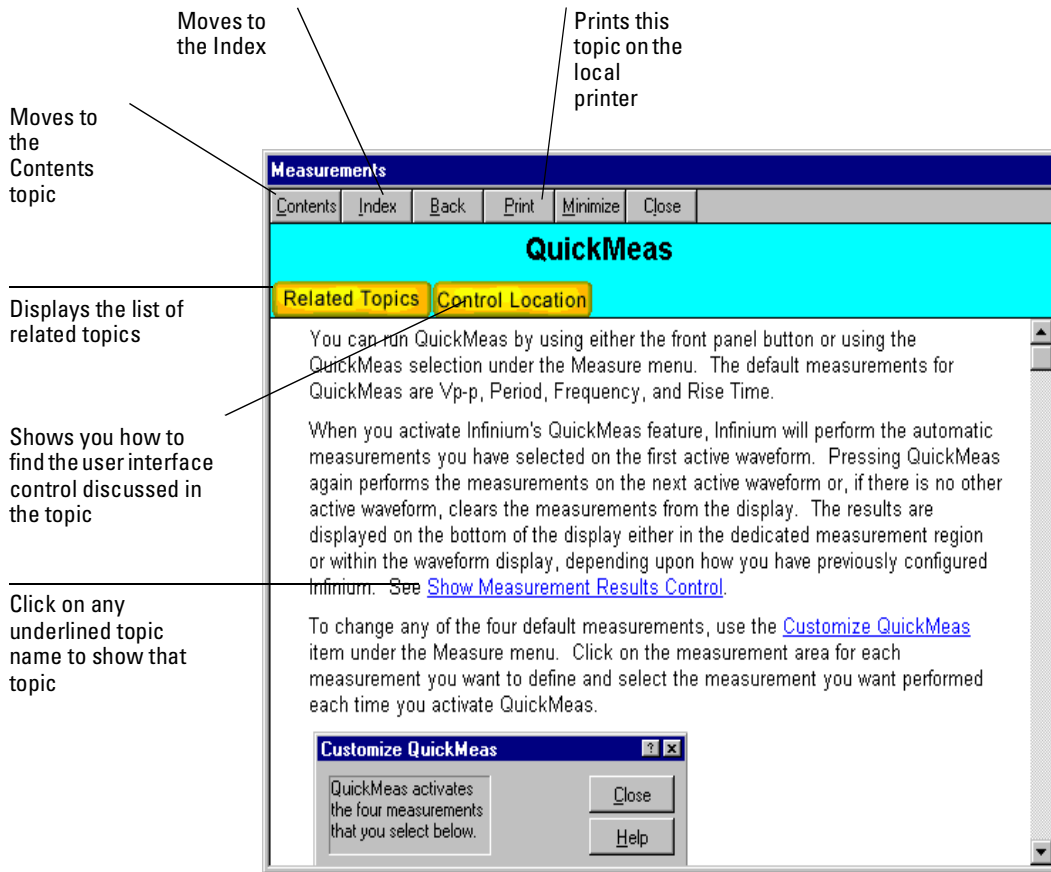 Moves to
the Index
Prints this
topic on the
local
printer
Moves to
the
Contents
topic
Measurements
Contents Index Back Print Minimize Close
QuickMeas
Related Topics Control Location
Displays the list of
related topics
You can run QuickMeas by using either the front panel button or using the
QuickMeas selection under the Measure menu. The default measurements for
QuickMeas are Vp-p, Period, Frequency, and Rise Time.
Shows you how to
find the user interface
control discussed in
the topic
When you activate Infinium's QuickMeas feature, Infinium will perform the automatic
measurements you have selected on the first active waveform. Pressing QuickMeas
again performs the measurements on the next active waveform or, if there is no other
active waveform, clears the measurements from the display. The results are
displayed on the bottom of the display either in the dedicated measurement region
or within the waveform display, depending upon how you have previously configured
Infinium. See Show Measurement Results Control.
Click on any
underlined topic
name to show that
topic
To change any of the four default measurements, use the Customize QuickMeas
item under the Measure menu. Click on the measurement area for each
measurement you want to define and select the measurement you want performed
each time you activate QuickMeas.
Customize QuickMeas
QuickMeas activates
the four measurements
that you select below.
Close
Help